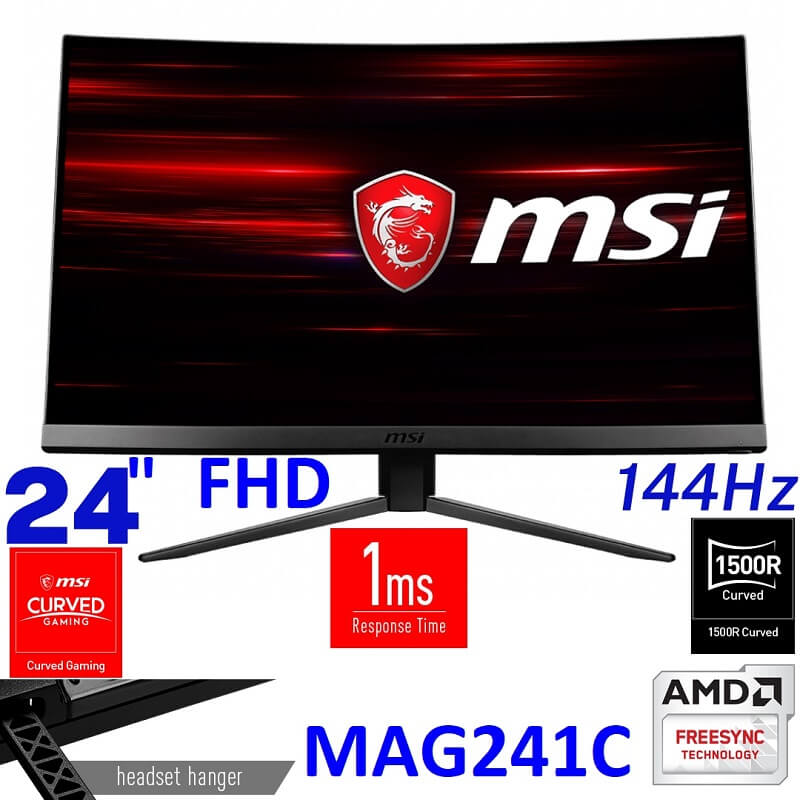 msi
msi
24"
FHD
144Hz
msi
CURVED
GAMING
Curved Gaming
1ms
Response Time
1500R
Curved
1500R Curved
headset hanger
MAG241C
AMD
FREESYNC
TECHNOLOGY